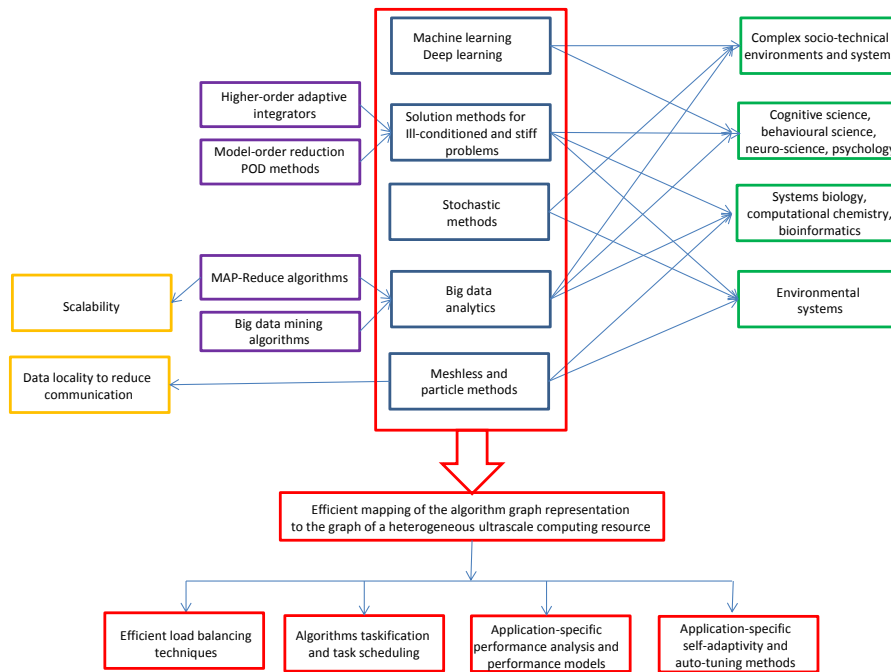 Machine learning
Deep learning
Complex socio-technical
environments and system
Higher-order adaptive
integrators
Solution methods for
Ill-conditioned and stiff
problems
Cognitive science,
behavioural science,
neuro-science, psychology
Model-order reduction
POD methods
Stochastic
methods
Systems biology,
computational chemistry,
bioinformatics
Scalability
MAP-Reduce algorithms
Big data
analytics
Environmental
systems
Big data mining
algorithms
Data locality to reduce
communication
Meshless and
particle methods
Efficient mapping of the algorithm graph representation
to the graph of a heterogeneous ultrascale computing resource
Efficient load balancing
techniques
Algorithms taskification
and task scheduling
Application-specific
performance analysis and
performance models
Application-specific
self-adaptivity and
auto-tuning methods